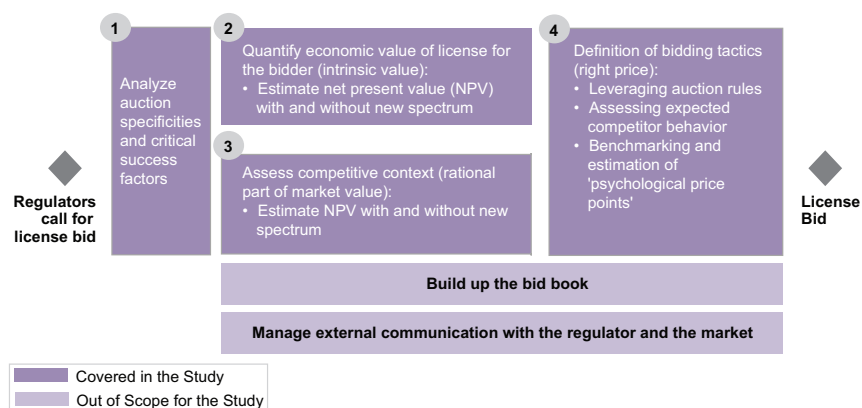 Regulators
call for
license bid
1
Analyze
auction
specificities
and critical
success
factors
2
Quantify economic value of license for
the bidder (intrinsic value):
• Estimate net present value (NPV)
with and without new spectrum
3
Assess competitive context (rational
part of market value):
• Estimate NPV with and without new
spectrum
4
Definition of bidding tactics
(right price):
• Leveraging auction rules
• Assessing expected
competitor behavior
• Benchmarking and
estimation of
'psychological price
points'
License
Bid
Build up the bid book
Manage external communication with the regulator and the market
Covered in the Study
Out of Scope for the Study